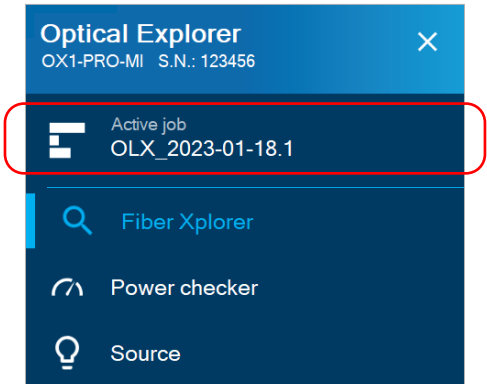 Optical Explorer
OX1-PRO-MI S.N.: 123456
Active job
OLX_2023-01-18.1
Fiber Xplorer
Power checker
Source